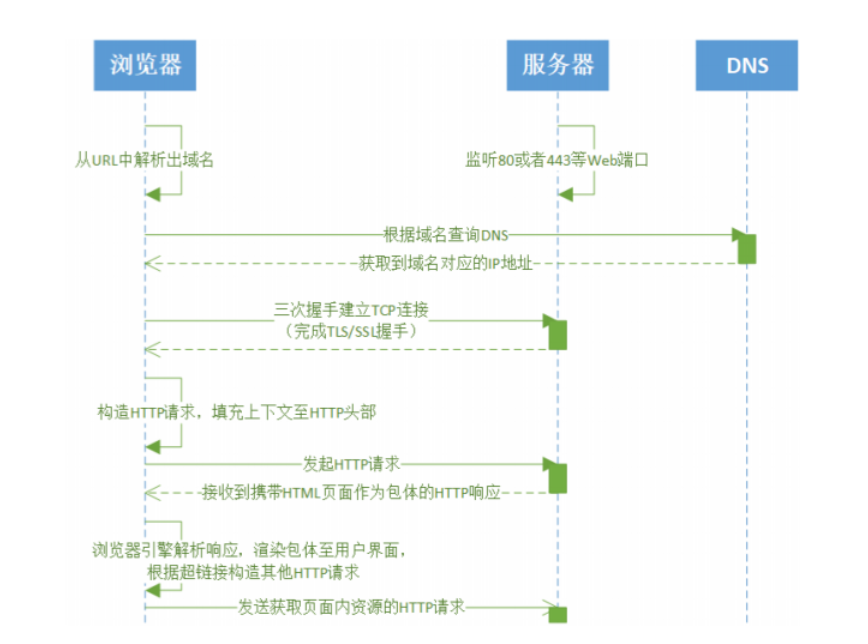 浏览器
服务器
DNS
从URL中解析出域名
监听80或者443等Web端口
根据域名查询DNS
获取到域名对应的IP地址
三次握手建立TCP连接
（完成TLS/SSL握手）
构造HTTP请求，填充上下文至HTTP头部
发起HTTP请求
接收到携带HTML页面作为包体的HTTP响应
浏览器引擎解析响应，渲染包体至用户界面，
根据超链接构造其他HTTP请求
发送获取页面内资源的HTTP请求